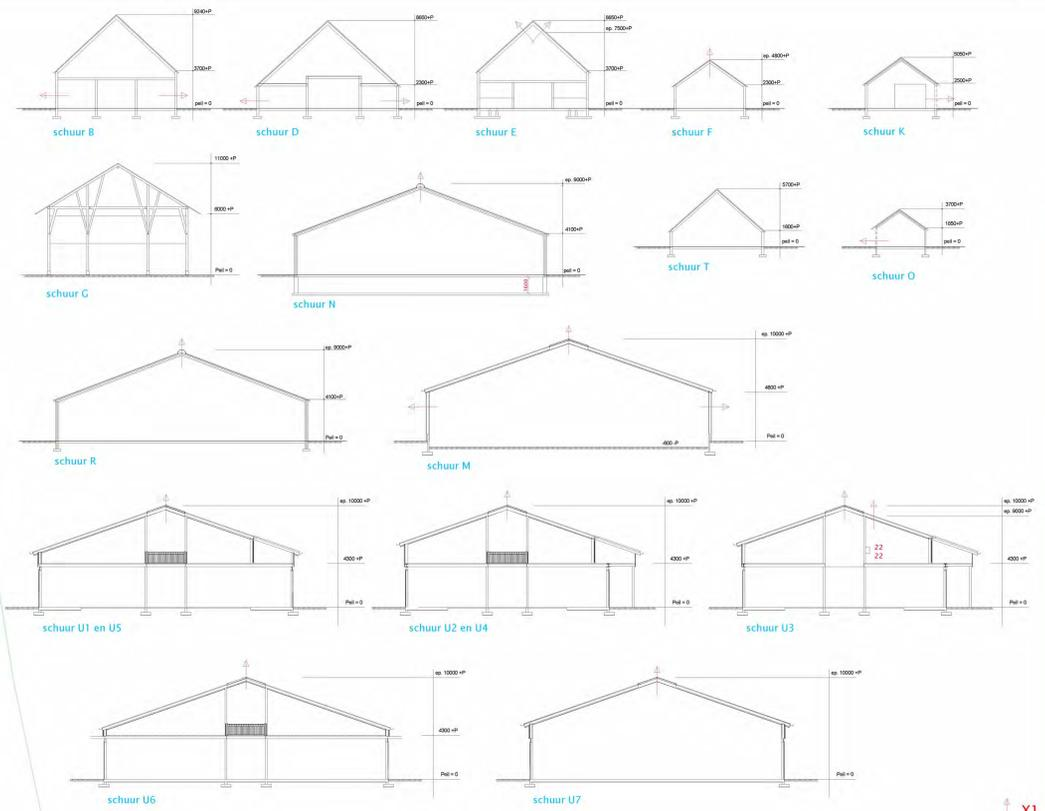 9240+P
3700+P
peil = 0
schuur B
8600+P
2300+P
peil = 0
schuur D
8650+P
ep. 7500+P
3700+P
peil = 0
schuur E
ep. 4800+P
2300+P
peil = 0
schuur F
5050+P
2500+P
peil = 0
schuur K
11000 +P
6000 +P
Peil = 0
schuur G
ep. 9000+P
4100+P
peil = 0
1600
schuur N
5700+P
1600+P
peil = 0
schuur T
3700+P
1650+P
peil = 0
schuur O
ep. 9000+P
4100+P
Peil = 0
schuur R
ep. 10000 +P
4800 +P
Peil = 0
-600 -P
schuur M
ep. 10000 +P
4300 +P
Peil = 0
schuur U1 en U5
ep. 10000 +P
4300 +P
Peil = 0
schuur U2 en U4
ep. 10000 +P
ep. 9000+P
22
22
4300 +P
Peil = 0
schuur U3
ep. 10000 +P
4300 +P
Peil = 0
schuur U6
ep. 10000 +P
Peil = 0
schuur U7
X1